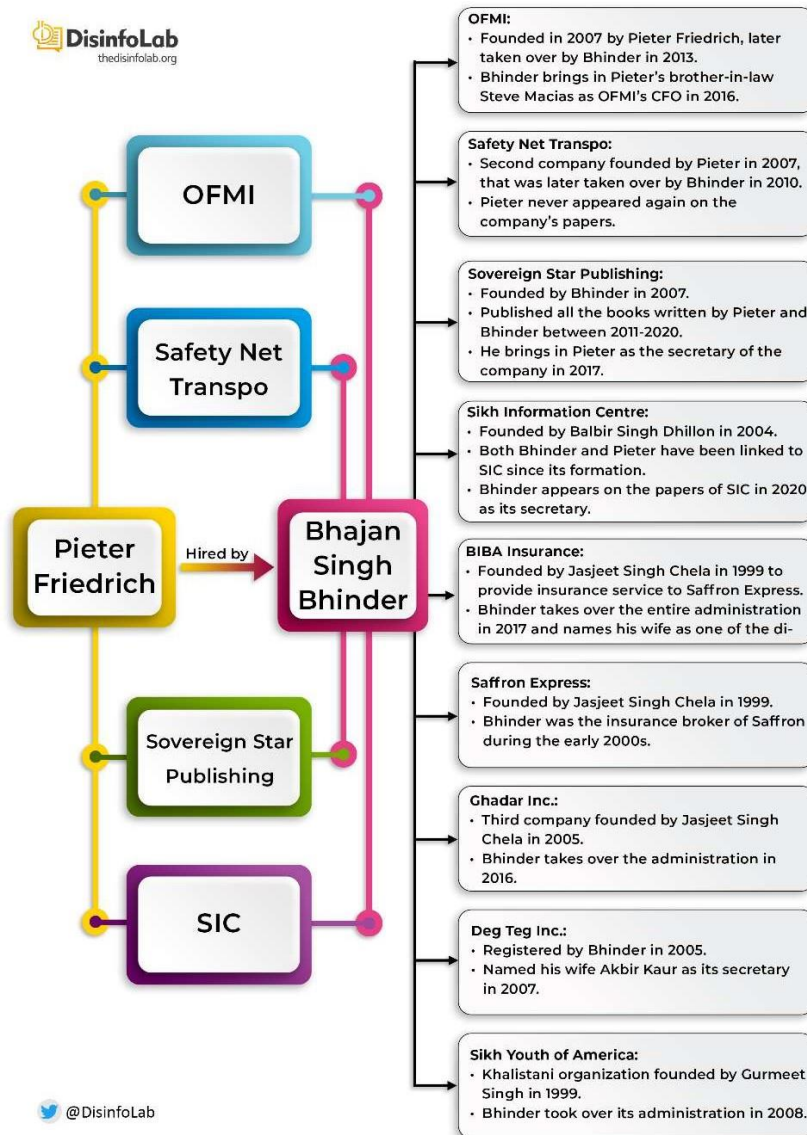 DisinfoLab
thedisinfolab.org
OFMI
Safety Net
Transpo
Pieter
Friedrich
Hired by
Bhajan
Singh
Bhinder
Sovereign Star
Publishing
SIC
OFMI:
• Founded in 2007 by Pieter Friedrich, later
taken over by Bhinder in 2013.
• Bhinder brings in Pieter's brother-in-law
Steve Macias as OFMI's CFO in 2016.
Safety Net Transpo:
• Second company founded by Pieter in 2007,
that was later taken over by Bhinder in 2010.
• Pieter never appeared again on the
company's papers.
Sovereign Star Publishing:
• Founded by Bhinder in 2007.
• Published all the books written by Pieter and
Bhinder between 2011-2020.
• He brings in Pieter as the secretary of the
company in 2017.
Sikh Information Centre:
• Founded by Balbir Singh Dhillon in 2004.
• Both Bhinder and Pieter have been linked to
SIC since its formation.
• Bhinder appears on the papers of SIC in 2020
as its secretary.
BIBA Insurance:
• Founded by Jasjeet Singh Chela in 1999 to
provide insurance service to Saffron Express.
• Bhinder takes over the entire administration
in 2017 and names his wife as one of the di-
Saffron Express:
• Founded by Jasjeet Singh Chela in 1999.
• Bhinder was the insurance broker of Saffron
during the early 2000s.
Ghadar Inc.:
• Third company founded by Jasjeet Singh
Chela in 2005.
• Bhinder takes over the administration in
2016.
Deg Teg Inc.:
• Registered by Bhinder in 2005.
• Named his wife Akbir Kaur as its secretary
in 2007.
Sikh Youth of America:
• Khalistani organization founded by Gurmeet
Singh in 1999.
• Bhinder took over its administration in 2008.
@DisinfoLab